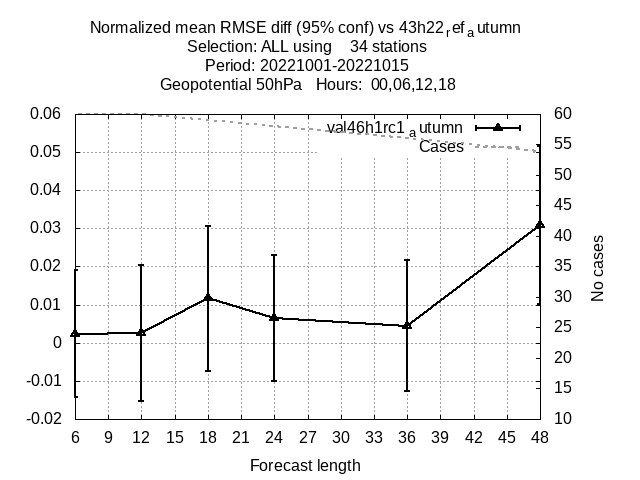 Normalized mean RMSE diff (95% conf) vs 43h22refautumn
Selection: ALL using 34 stations
Period: 20221001-20221015
Geopotential 50hPa Hours: 00,06,12,18
val46h1rc1autumn
Cases
0.06
0.05
0.04
0.03
0.02
0.01
0
-0.01
-0.02
60
55
50
45
40
35
30
25
20
15
10
No cases
6 9 12 15 18 21 24 27 30 33 36 39 42 45 48
Forecast length